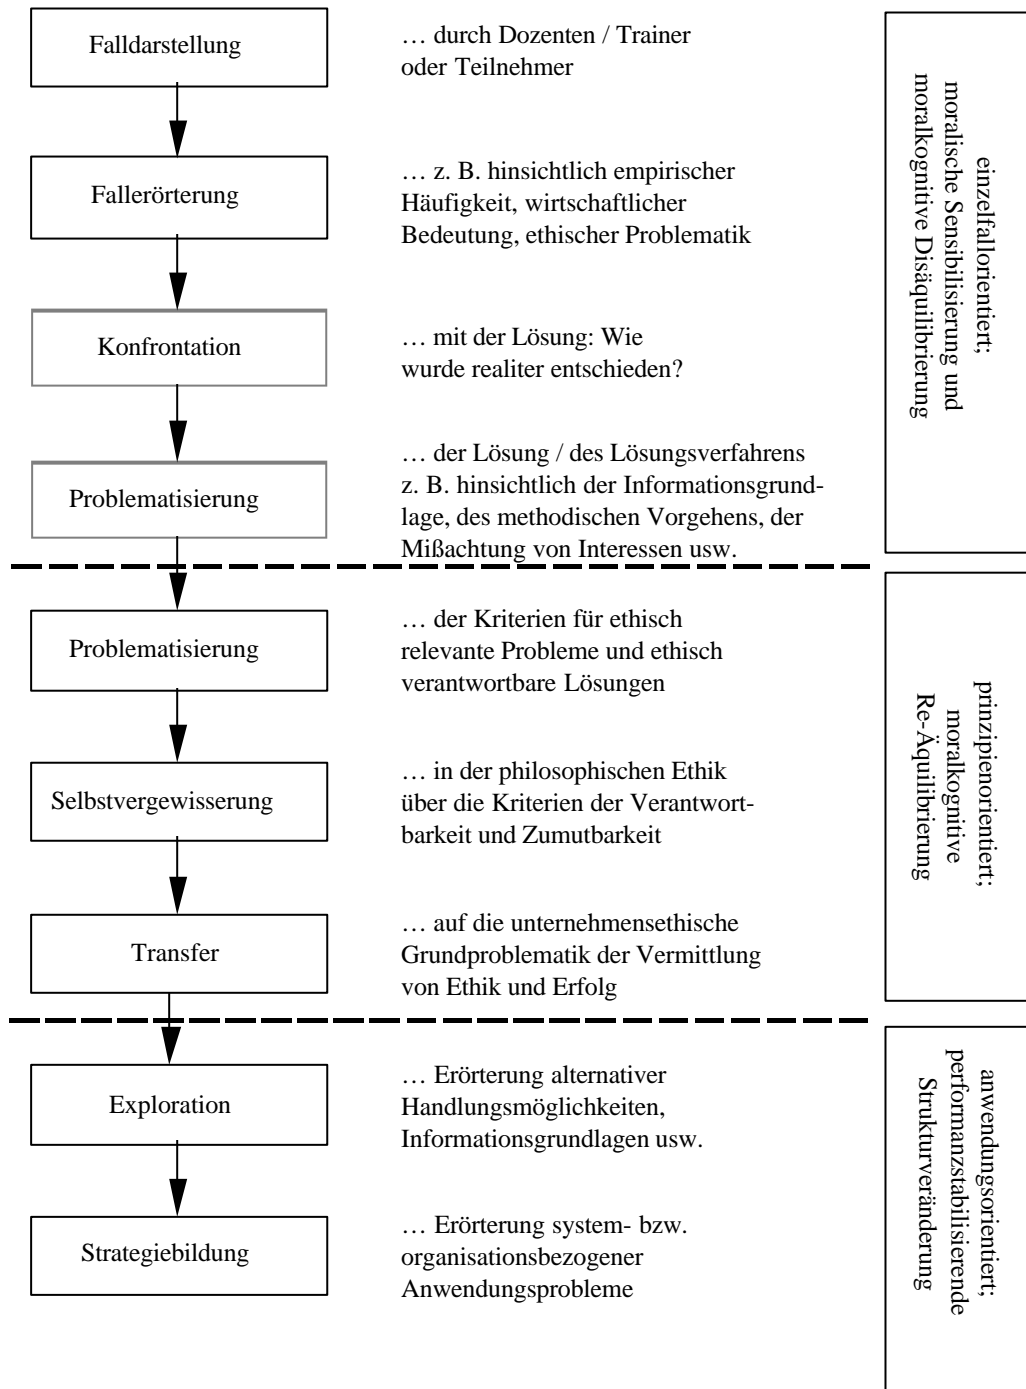 Falldarstellung
… durch Dozenten / Trainer
oder Teilnehmer
Fallerörterung
… z. B. hinsichtlich empirischer
Häufigkeit, wirtschaftlicher
Bedeutung, ethischer Problematik
Konfrontation
… mit der Lösung: Wie
wurde realiter entschieden?
Problematisierung
… der Lösung / des Lösungsverfahrens
z. B. hinsichtlich der Informationsgrund-
lage, des methodischen Vorgehens, der
Mißachtung von Interessen usw.
einzelfallorientiert;
moralische Sensibilisierung und
moralkognitive Disäquilibrierung
Problematisierung
… der Kriterien für ethisch
relevante Probleme und ethisch
verantwortbare Lösungen
Selbstvergewisserung
… in der philosophischen Ethik
über die Kriterien der Verantwort-
barkeit und Zumutbarkeit
Transfer
… auf die unternehmensethische
Grundproblematik der Vermittlung
von Ethik und Erfolg
prinzipienorientiert;
moralkognitive
Re-Äquilibrierung
Exploration
… Erörterung alternativer
Handlungsmöglichkeiten,
Informationsgrundlagen usw.
Strategiebildung
… Erörterung system- bzw.
organisationsbezogener
Anwendungsprobleme
anwendungsorientiert;
performanzstabilisierende
Strukturveränderung